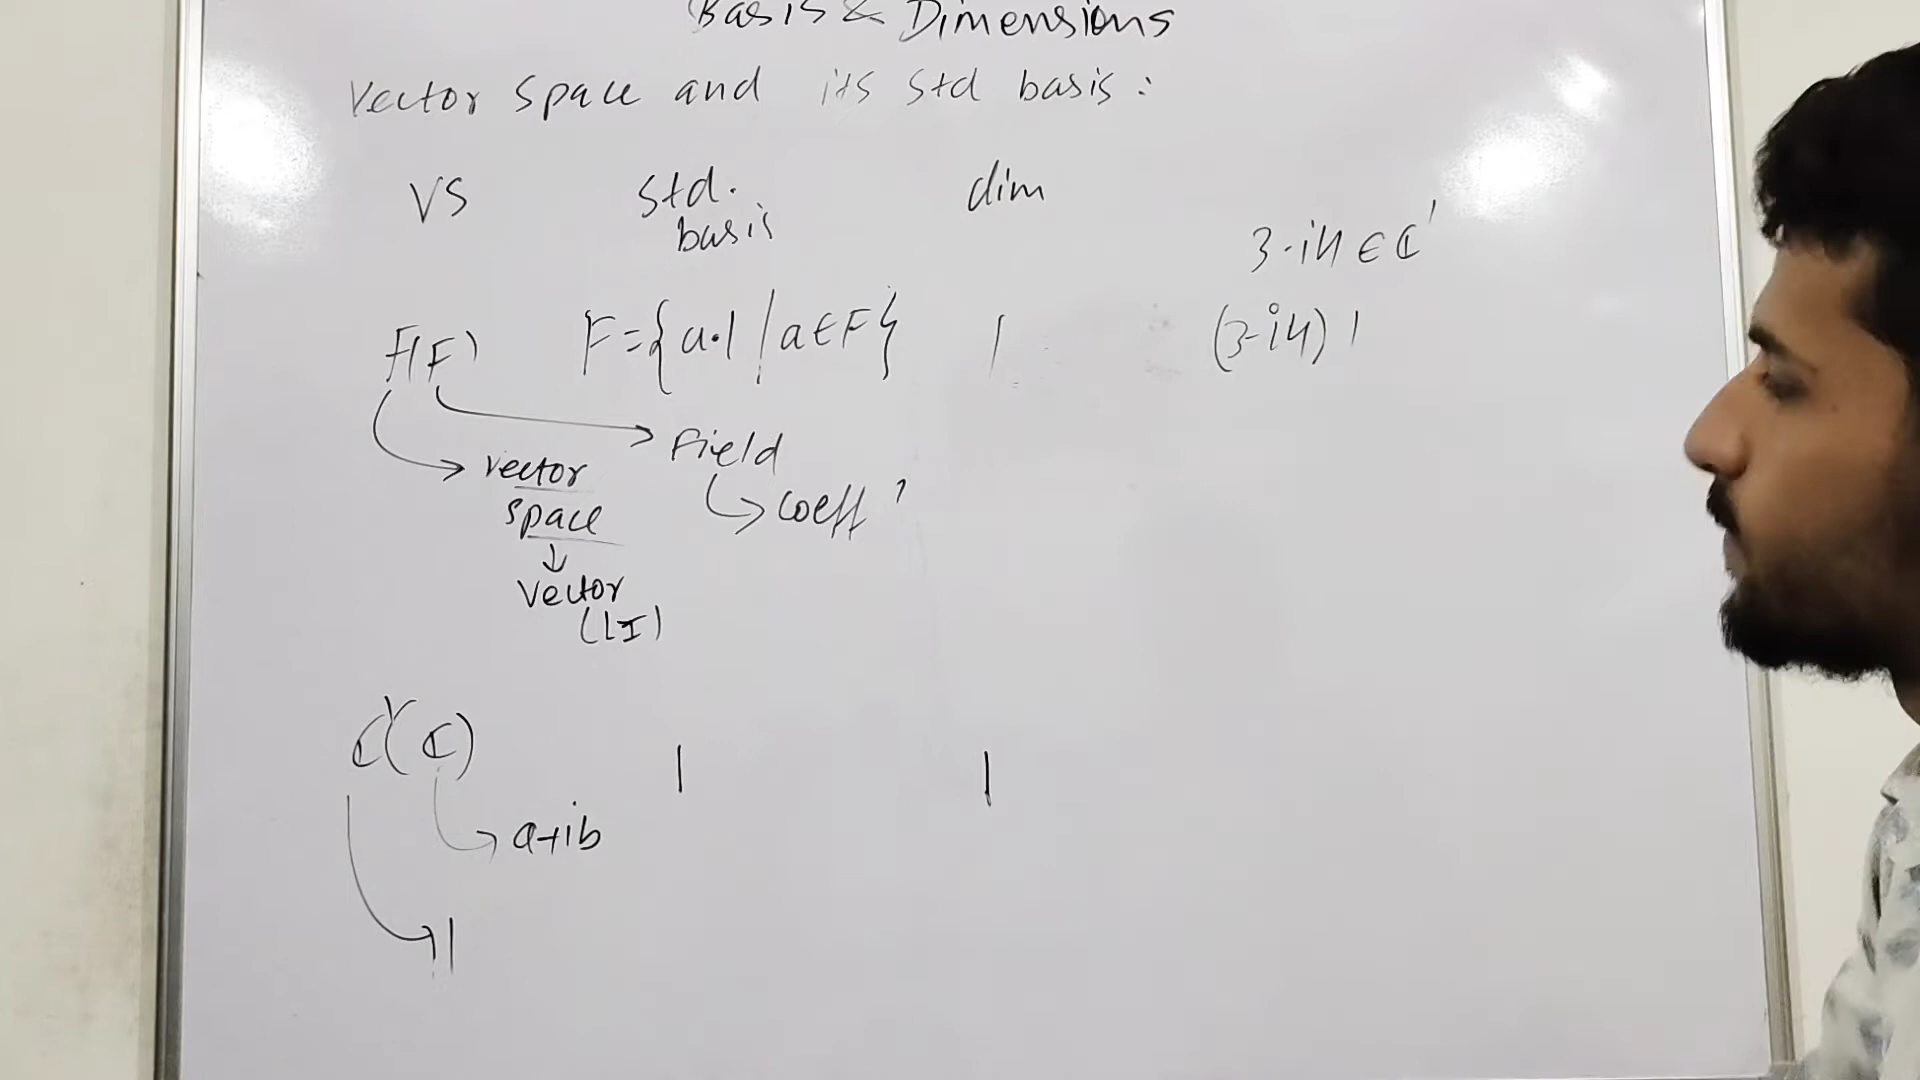 Basis & Dimensions
Vector space and its std basis :
VS std. basis dim
3-i4 ∈ ℂ'
F(F) F={a.1 | a∈F} 1 (3-i4) 1
Field
vector
space
coeff'
↓
Vector
(LI)
ℂ'(ℂ) 1 1
a+ib
1